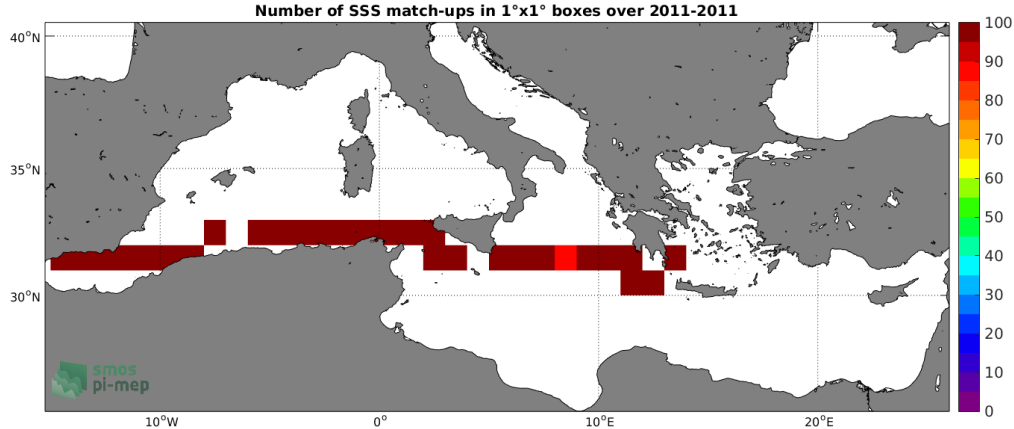 Number of SSS match-ups in 1°x1° boxes over 2011-2011
40°N
35°N
30°N
10°W
0°
10°E
20°E
100
90
80
70
60
50
40
30
20
10
0
smos
pi-mep